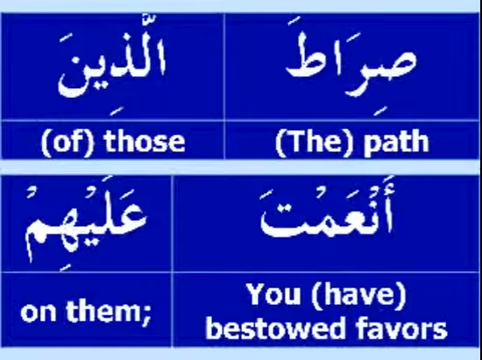 صِرَاطَ الَّذِينَ
(The) path (of) those
أَنْعَمْتَ عَلَيْهِمْ
You (have) on them;
bestowed favors